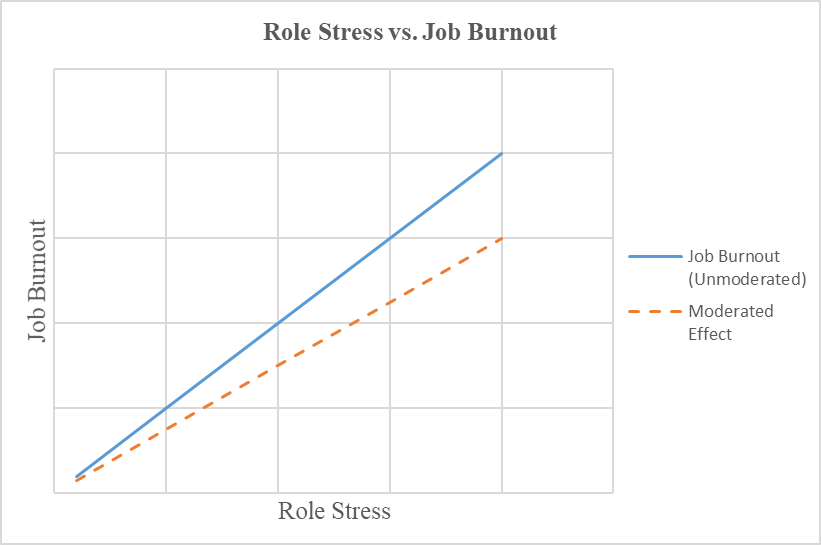 Role Stress vs. Job Burnout
Job Burnout
Role Stress
Job Burnout
(Unmoderated)
Moderated
Effect